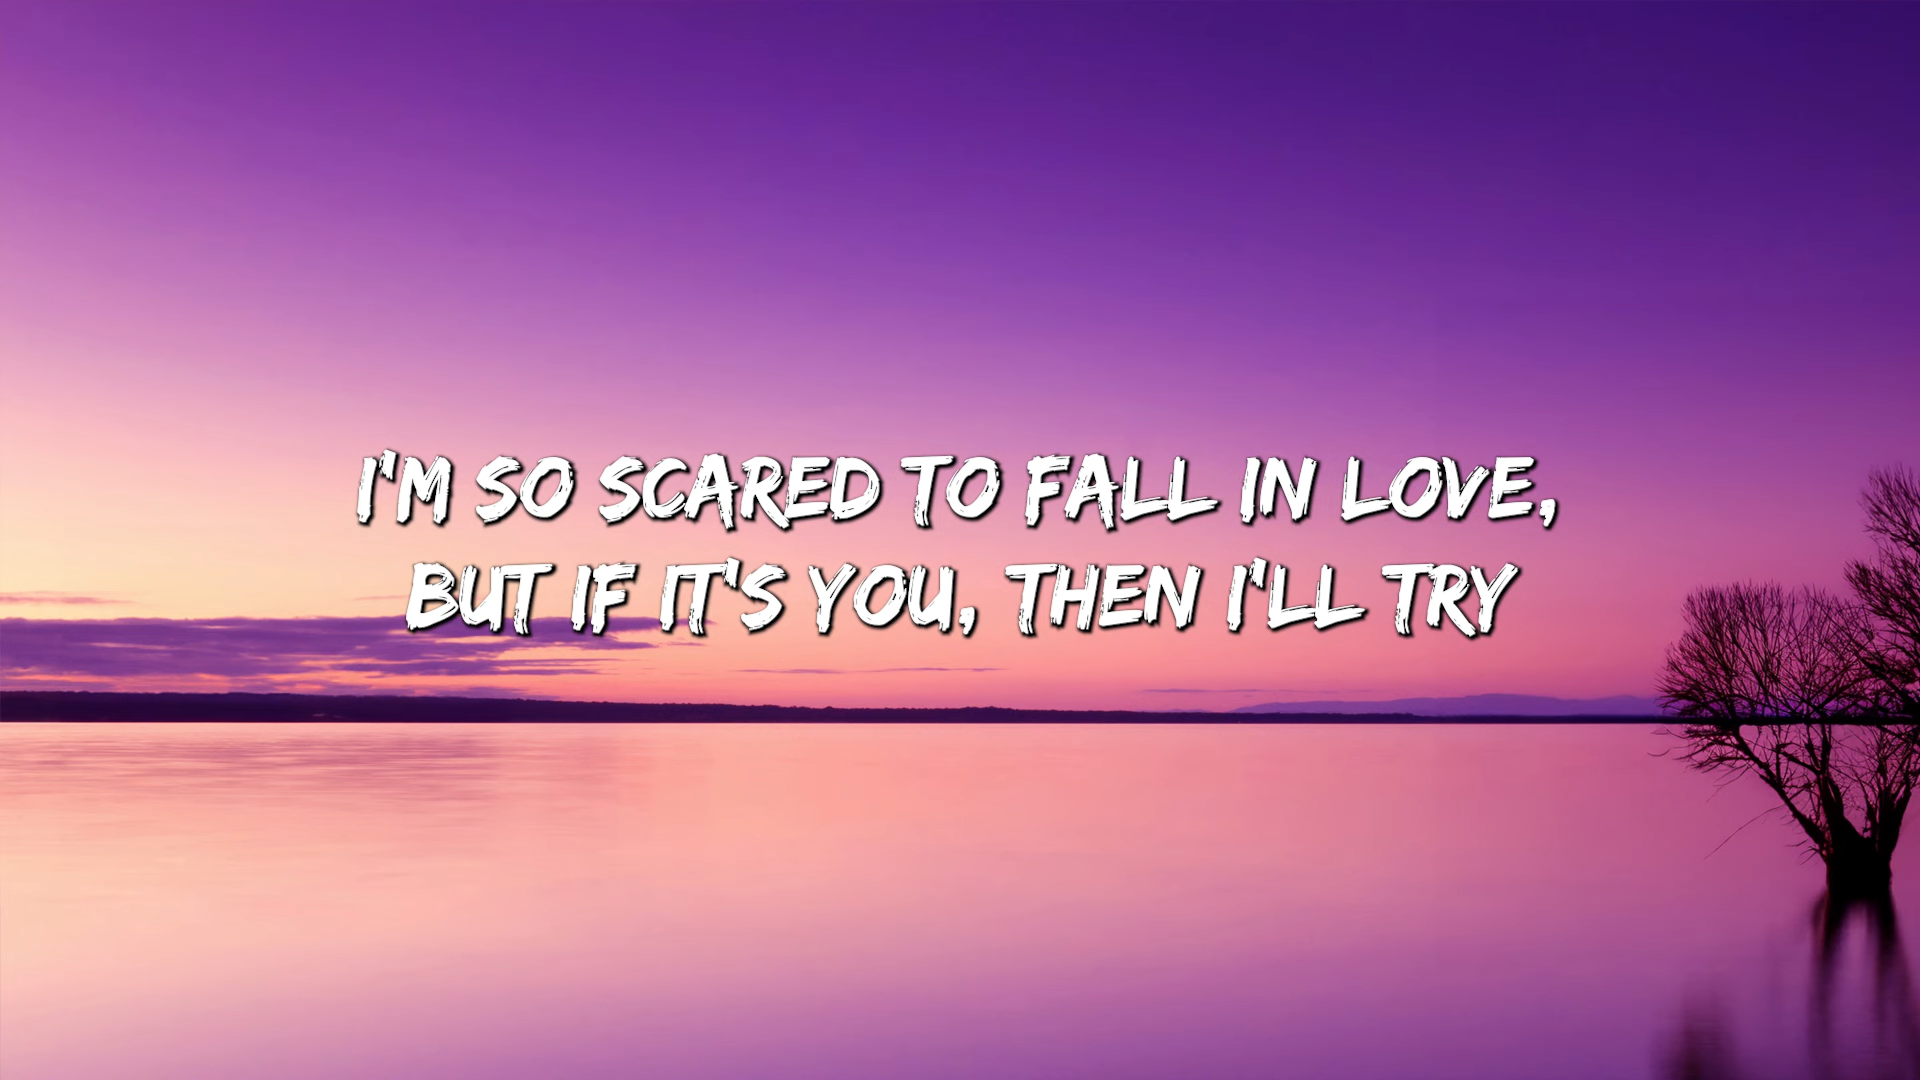 I'M SO SCARED TO FALL IN LOVE,
BUT IF IT'S YOU, THEN I'LL TRY